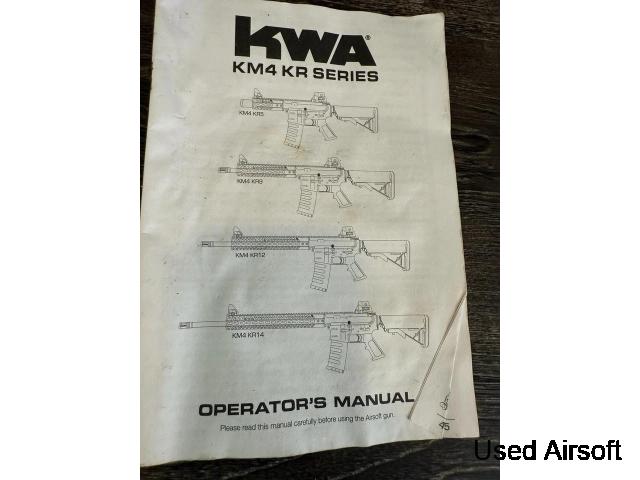 KWA®
KM4 KR SERIES
KM4 KR5
KM4 KR9
KM4 KR12
KM4 KR14
OPERATOR'S MANUAL
Please read this manual carefully before using the Airsoft gun.
Used Airsoft